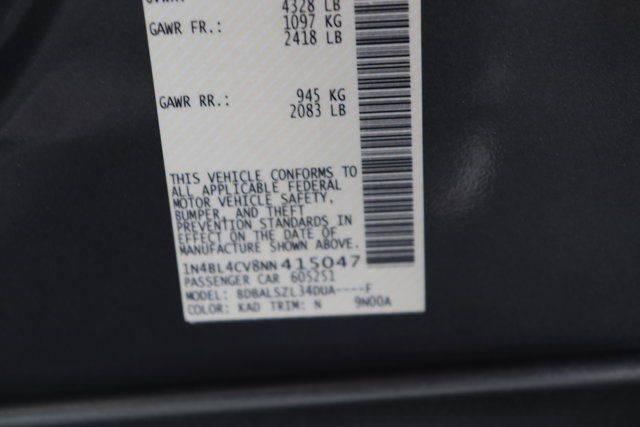 4328 LB
GAWR FR.: 1097 KG
2418 LB
GAWR RR.: 945 KG
2083 LB
THIS VEHICLE CONFORMS TO
ALL APPLICABLE FEDERAL
MOTOR VEHICLE SAFETY,
BUMPER, AND THEFT
PREVENTION STANDARDS IN
EFFECT ON THE DATE OF
MANUFACTURE SHOWN ABOVE.
1N4BL4CV8NN415047
PASSENGER CAR 605251
MODEL: BDBALSZL34DUA----F
COLOR: KAD TRIM: N 9N00A